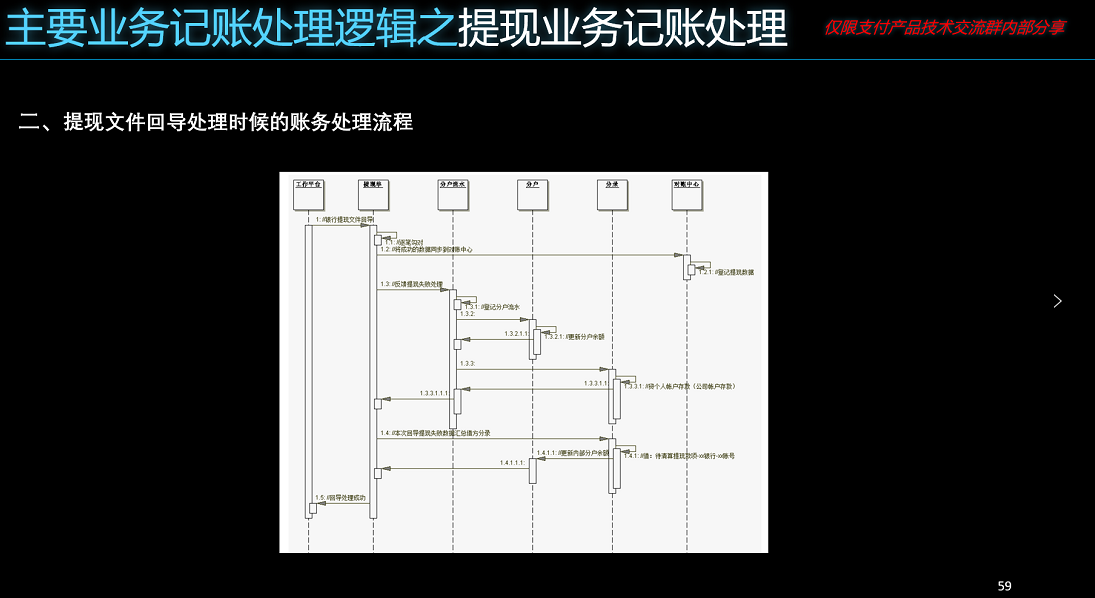 主要业务记账处理逻辑之提现业务记账处理
仅限支付产品技术交流群内部分享
二、提现文件回导处理时候的账务处理流程
工作平台
提现单
分户流水
分户
分录
对账中心
1: //银行提现文件回导
1.1: //逐笔勾对
1.2: //将成功的数据同步到对账中心
1.2.1: //登记提现数据
1.3: //反馈提现失败处理
1.3.1: //登记分户流水
1.3.2:
1.3.2.1.1:
1.3.2.1: //更新分户余额
1.3.3:
1.3.3.1.1:
1.3.3.1: //贷个人帐户存款（公司帐户存款）
1.3.3.1.1.1:
1.4: //本次回导提现失败数据汇总借方分录
1.4.1.1: //更新内部分户余额
1.4.1: //借：待清算提现款项-xx银行-xx账号
1.4.1.1.1:
1.5: //回导处理成功
59